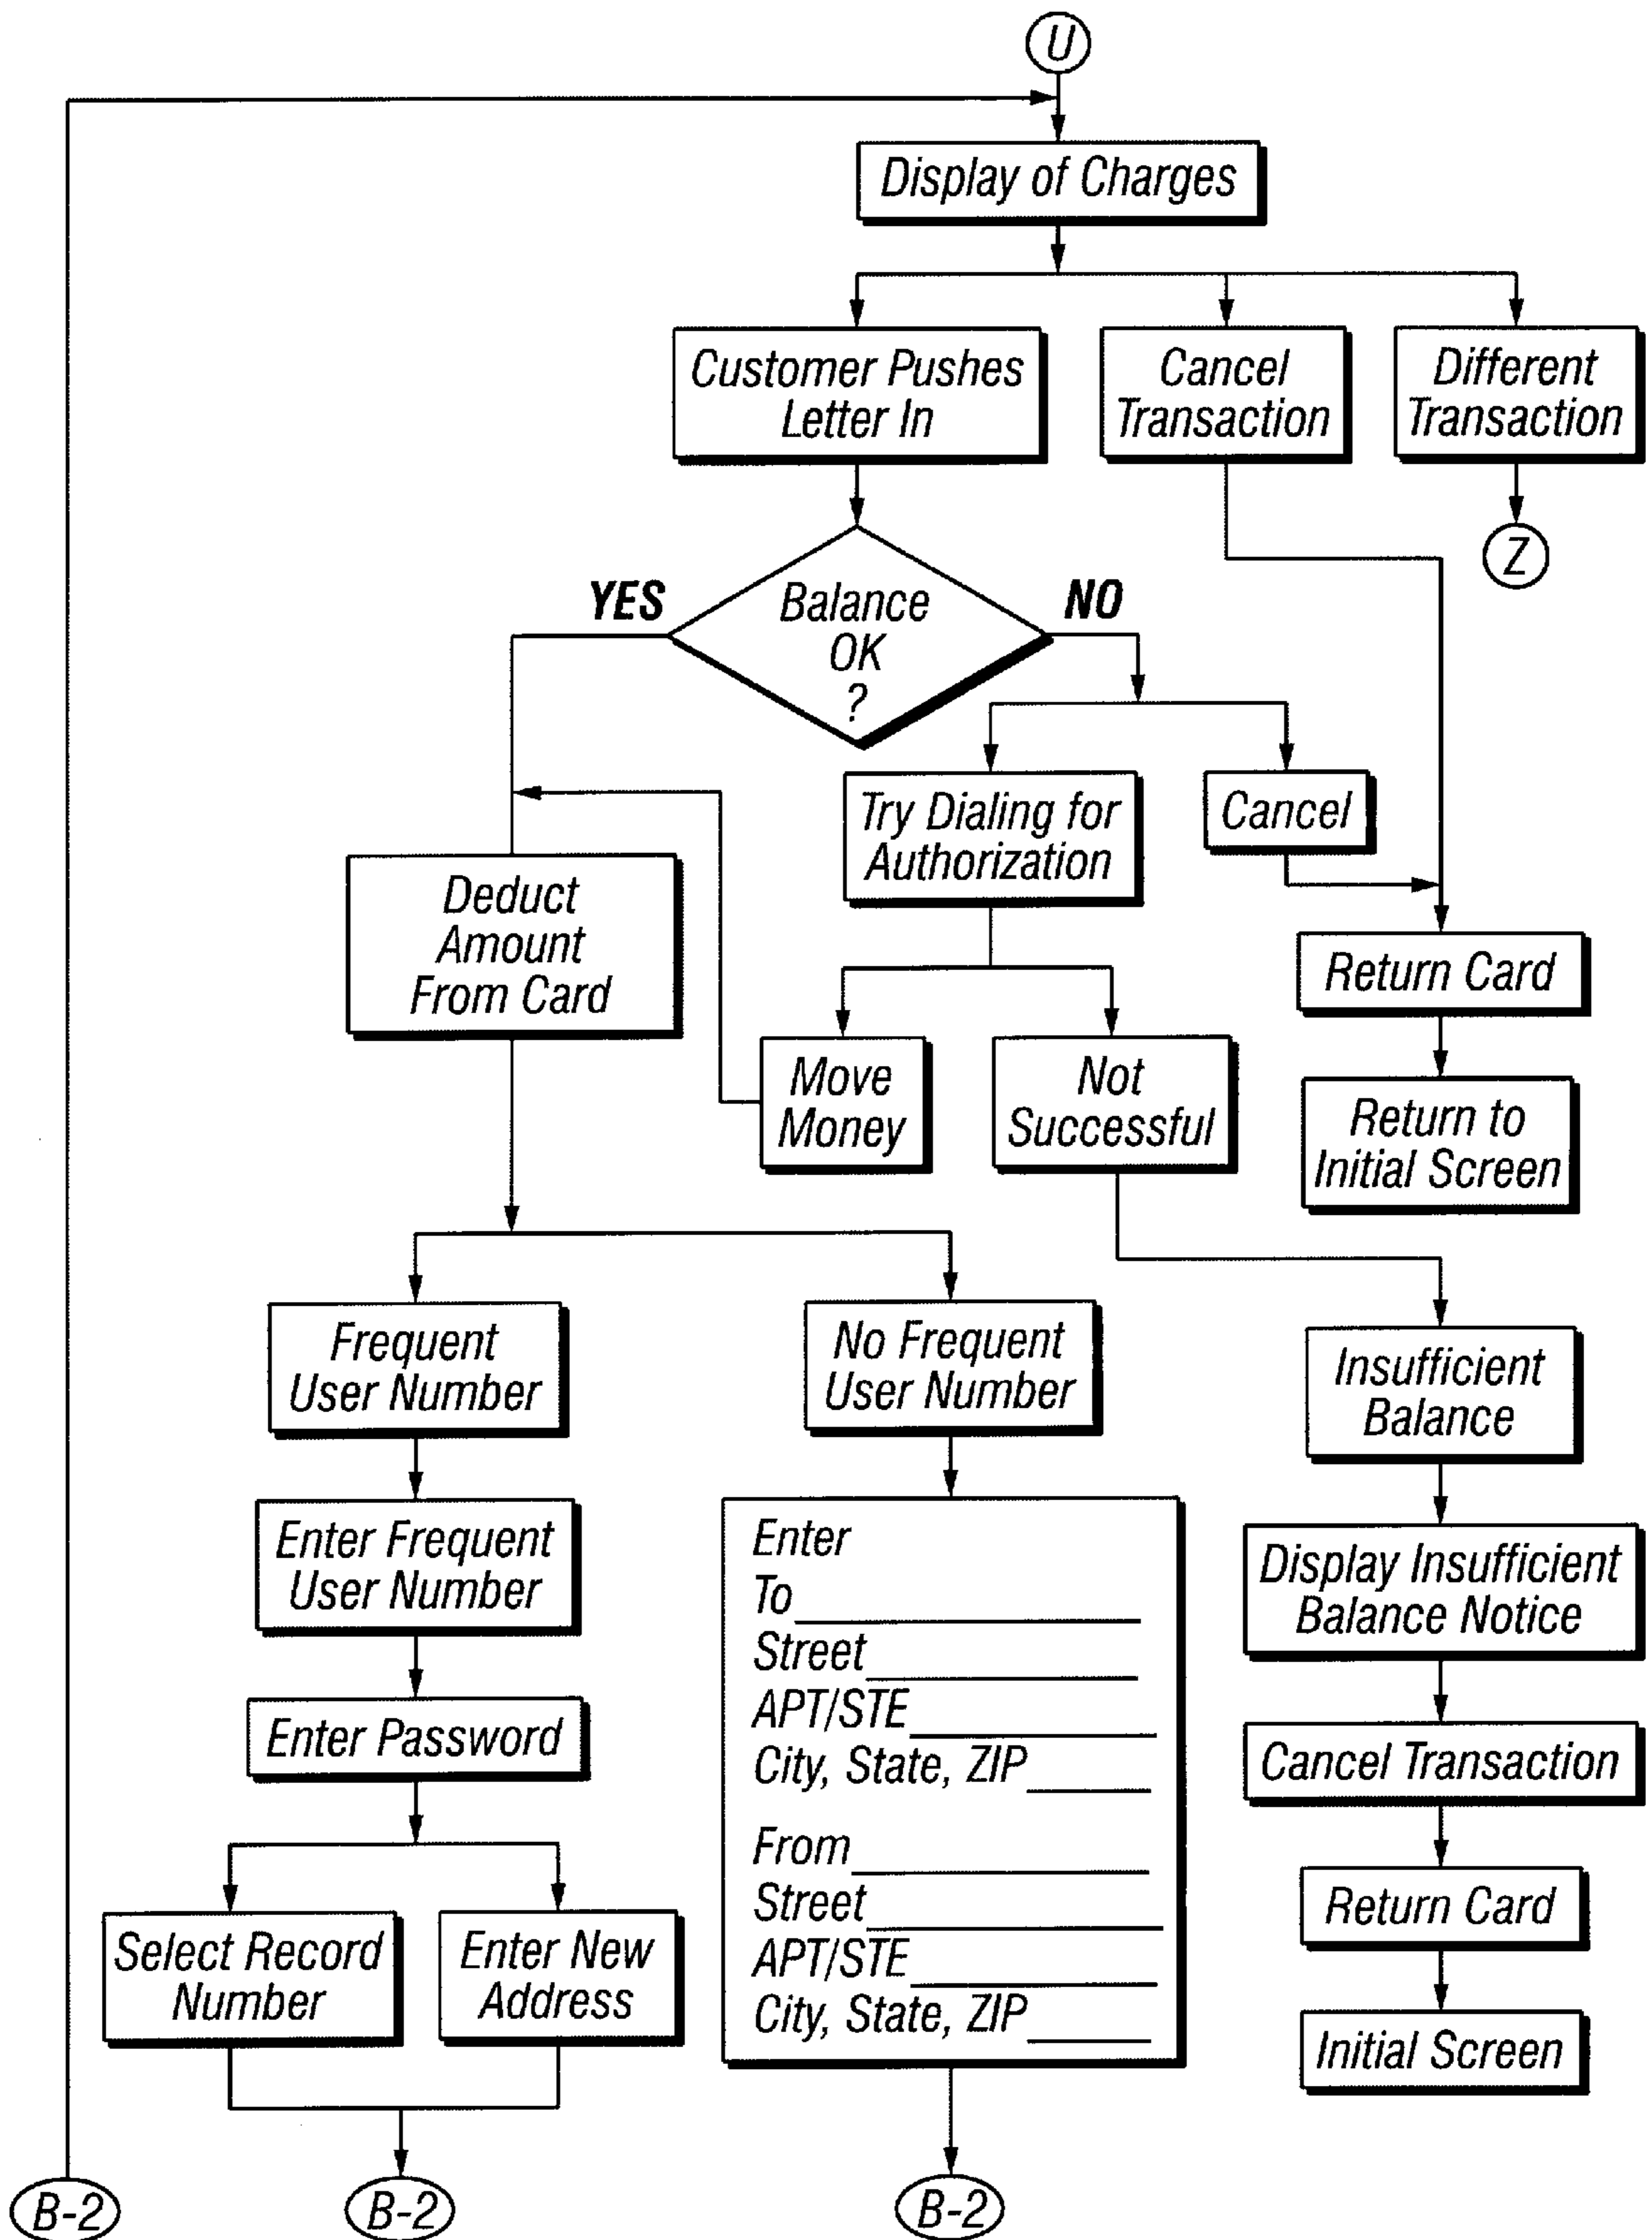 U
Display of Charges
Customer Pushes
Letter In
Cancel
Transaction
Different
Transaction
Z
YES
Balance
OK
?
NO
Try Dialing for
Authorization
Cancel
Deduct
Amount
From Card
Return Card
Move
Money
Not
Successful
Return to
Initial Screen
Frequent
User Number
No Frequent
User Number
Insufficient
Balance
Enter Frequent
User Number
Enter
To
Street
APT/STE
City, State, ZIP
From
Street
APT/STE
City, State, ZIP
Display Insufficient
Balance Notice
Enter Password
Cancel Transaction
Select Record
Number
Enter New
Address
Return Card
Initial Screen
B-2
B-2
B-2